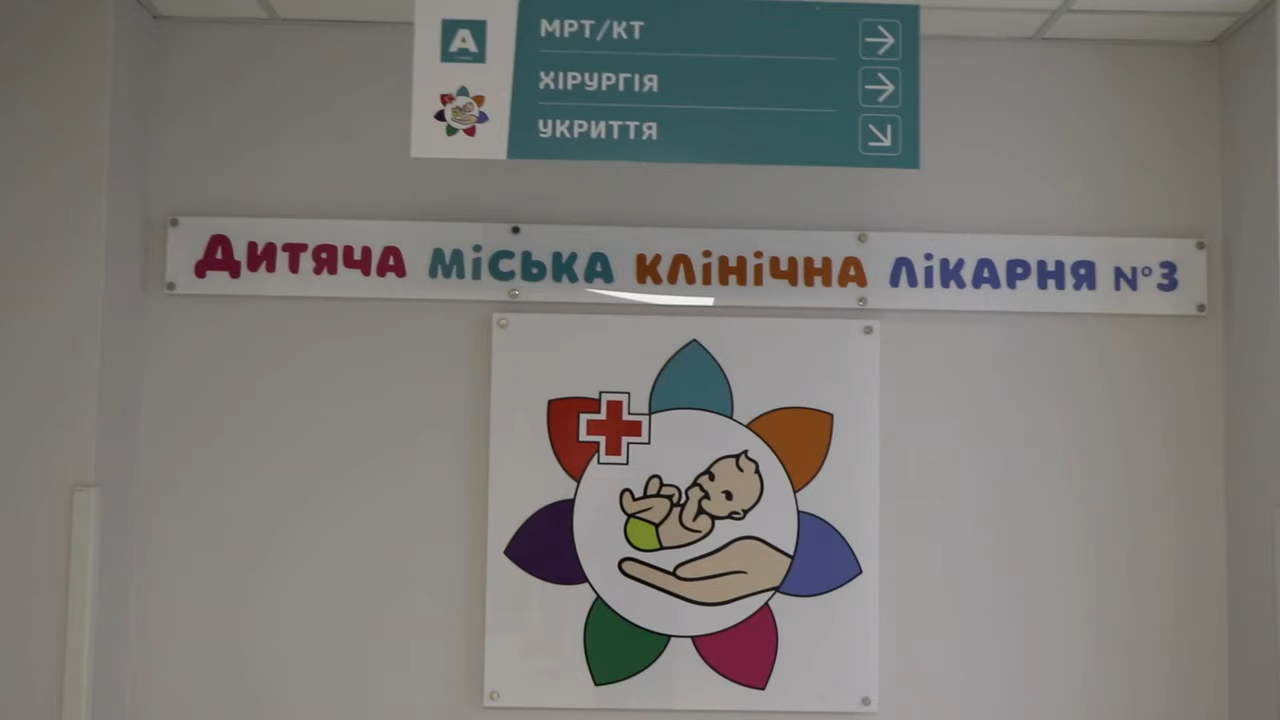 А
МРТ/КТ
ХІРУРГІЯ
УКРИТТЯ
Дитяча міська клінічна лікарня №3